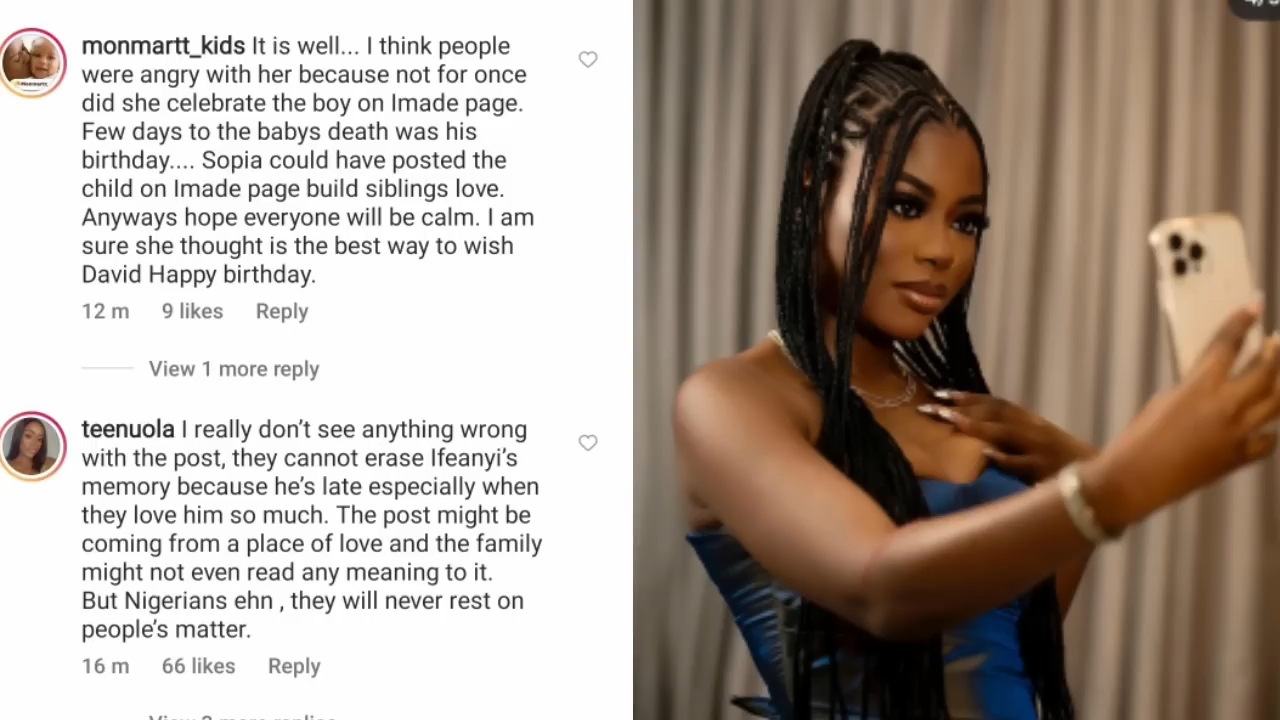 monmartt_kids It is well... I think people
were angry with her because not for once
did she celebrate the boy on Imade page.
Few days to the babys death was his
birthday.... Sopia could have posted the
child on Imade page build siblings love.
Anyways hope everyone will be calm. I am
sure she thought is the best way to wish
David Happy birthday.
12 m 9 likes Reply
View 1 more reply
teenuola I really don’t see anything wrong
with the post, they cannot erase Ifeanyi’s
memory because he’s late especially when
they love him so much. The post might be
coming from a place of love and the family
might not even read any meaning to it.
But Nigerians ehn , they will never rest on
people’s matter.
16 m 66 likes Reply